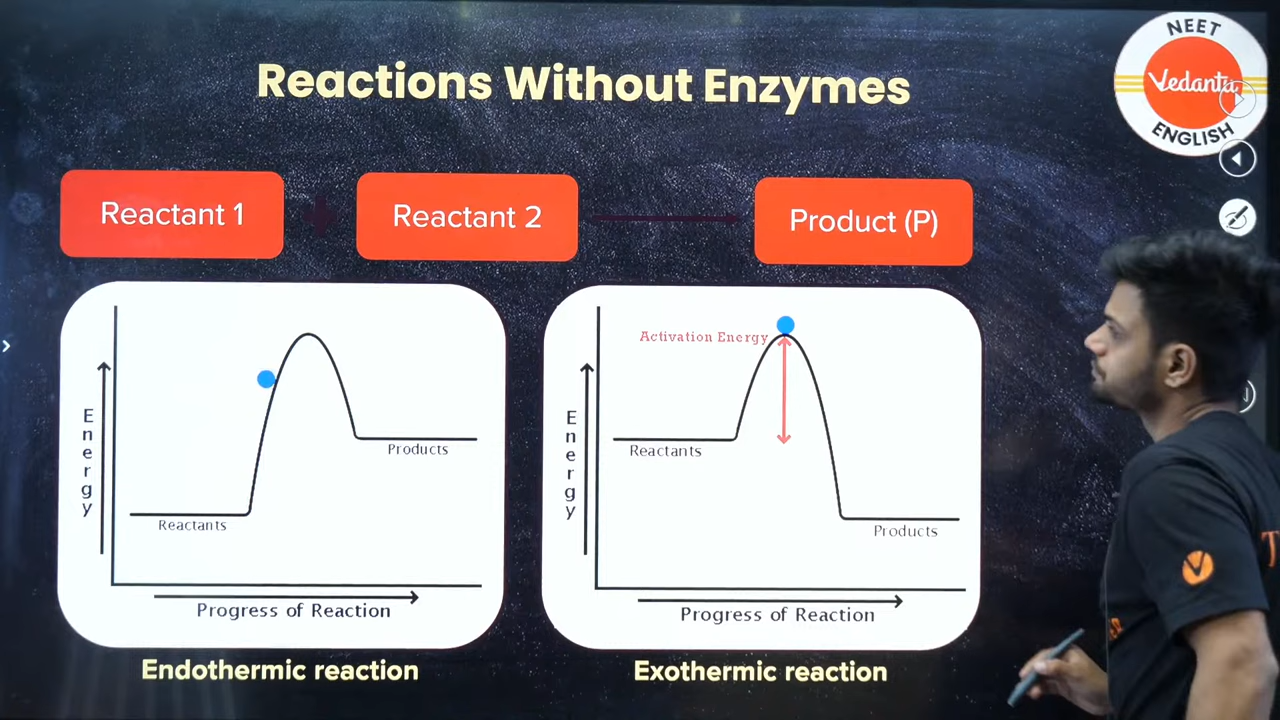 Reactions Without Enzymes
NEET
Vedantu
ENGLISH
Reactant 1
+
Reactant 2
Product (P)
Energy
Reactants
Products
Progress of Reaction
Endothermic reaction
Activation Energy
Energy
Reactants
Products
Progress of Reaction
Exothermic reaction
V